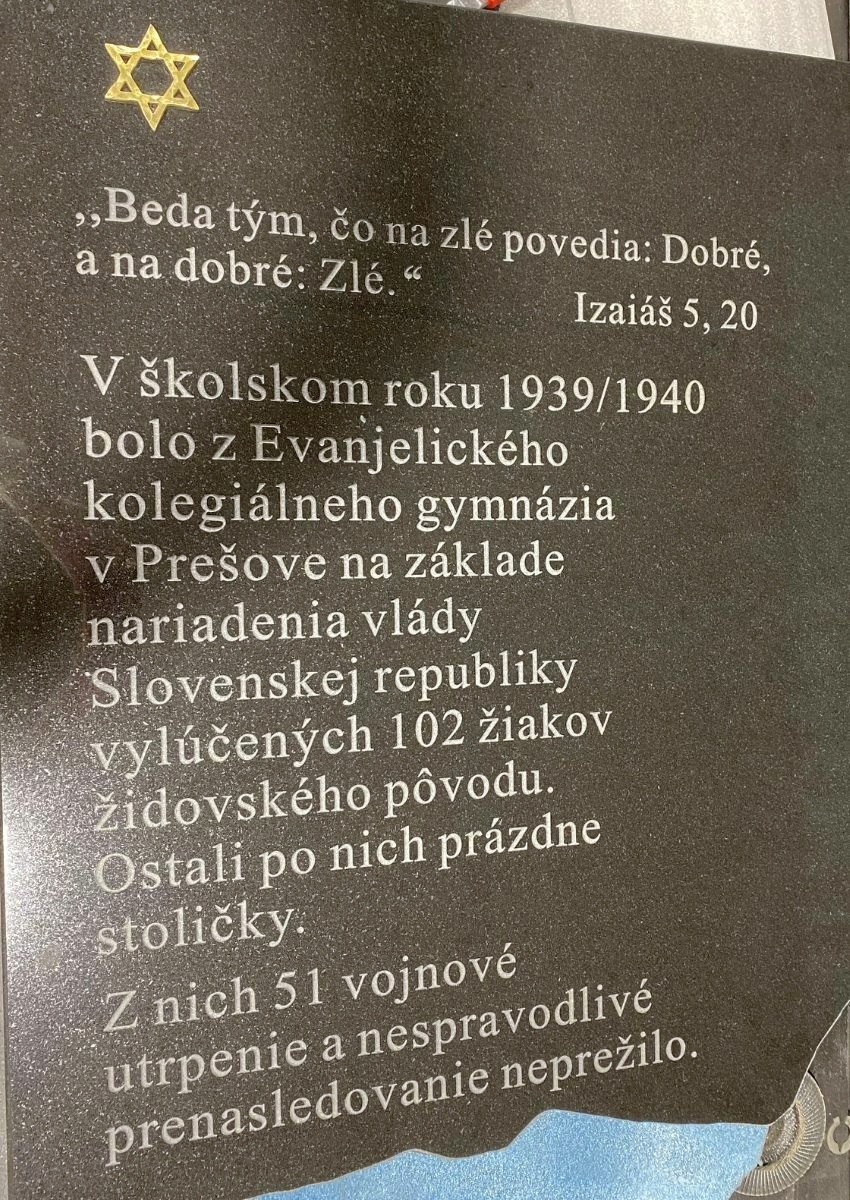 ,,Beda tým, čo na zlé povedia: Dobré,
a na dobré: Zlé.“
Izaiáš 5, 20
V školskom roku 1939/1940
bolo z Evanjelického
kolegiálneho gymnázia
v Prešove na základe
nariadenia vlády
Slovenskej republiky
vylúčených 102 žiakov
židovského pôvodu.
Ostali po nich prázdne
stoličky.
Z nich 51 vojnové
utrpenie a nespravodlivé
prenasledovanie neprežilo.